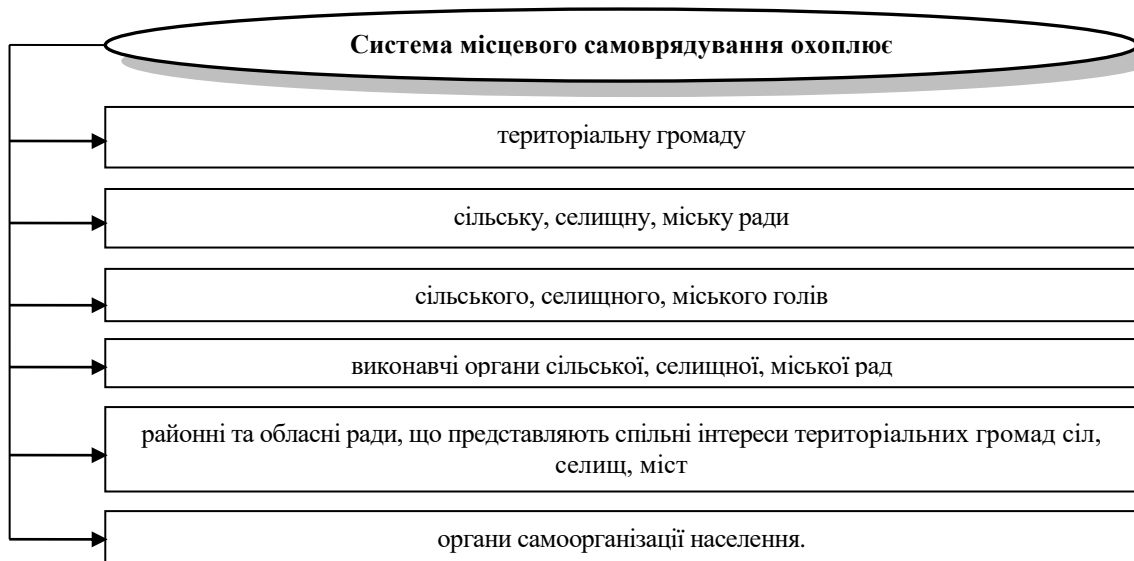 Система місцевого самоврядування охоплює
територіальну громаду
сільську, селищну, міську ради
сільського, селищного, міського голів
виконавчі органи сільської, селищної, міської рад
районні та обласні ради, що представляють спільні інтереси територіальних громад сіл,
селищ, міст
органи самоорганізації населення.